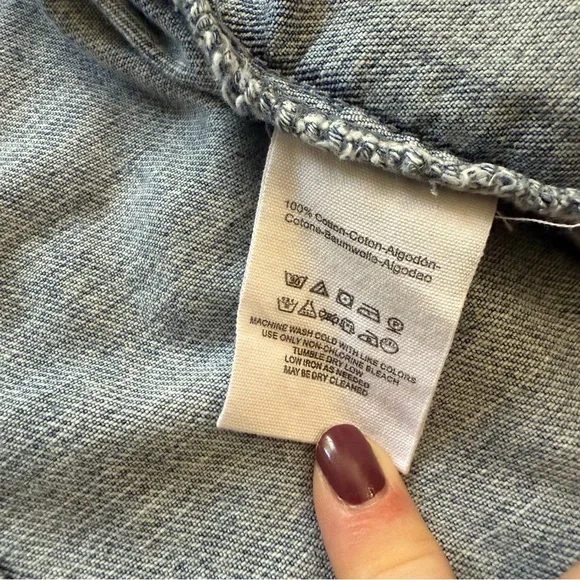 100% Cotton-Coton-Algodón-
Cotone-Baumwolle-Algodao
MACHINE WASH COLD WITH LIKE COLORS
USE ONLY NON-CHLORINE BLEACH
TUMBLE DRY LOW
LOW IRON AS NEEDED
MAY BE DRY CLEANED